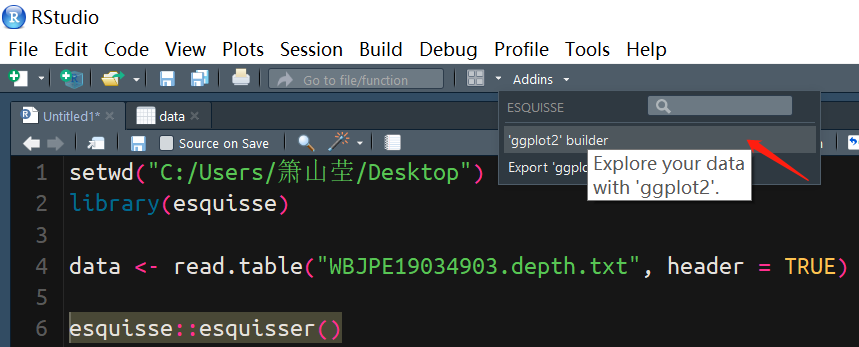 RStudio
File Edit Code View Plots Session Build Debug Profile Tools Help
Go to file/function Addins
ESQUISSE
Untitled1* data
'ggplot2' builder
Source on Save
Export 'ggplo
Explore your data
with 'ggplot2'.
1 setwd("C:/Users/箫山茔/Desktop")
2 library(esquisse)
3
4 data <- read.table("WBJPE19034903.depth.txt", header = TRUE)
5
6 esquisse::esquisser()